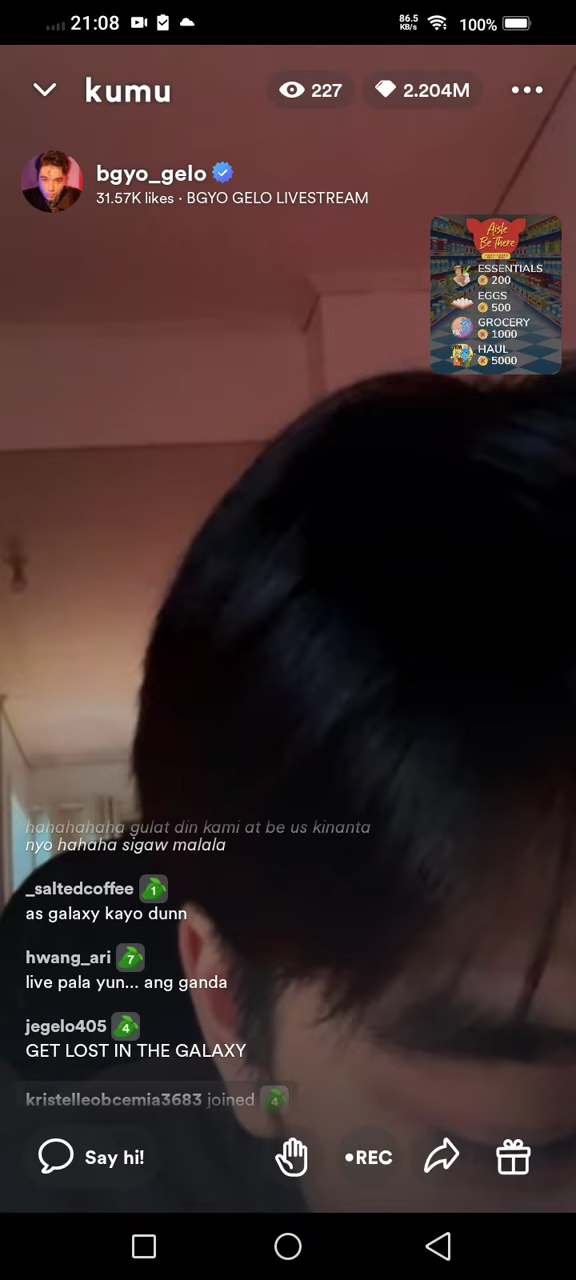 21:08
86.5
KB/s
100%
kumu
227
2.204M
bgyo_gelo
31.57K likes · BGYO GELO LIVESTREAM
Aisle
Be There
ESSENTIALS
200
EGGS
500
GROCERY
1000
HAUL
5000
hahahahaha gulat din kami at be us kinanta
nyo hahaha sigaw malala
_saltedcoffee 1
as galaxy kayo dunn
hwang_ari 7
live pala yun... ang ganda
jegelo405 4
GET LOST IN THE GALAXY
kristelleobcemia3683 joined 4
Say hi!
•REC